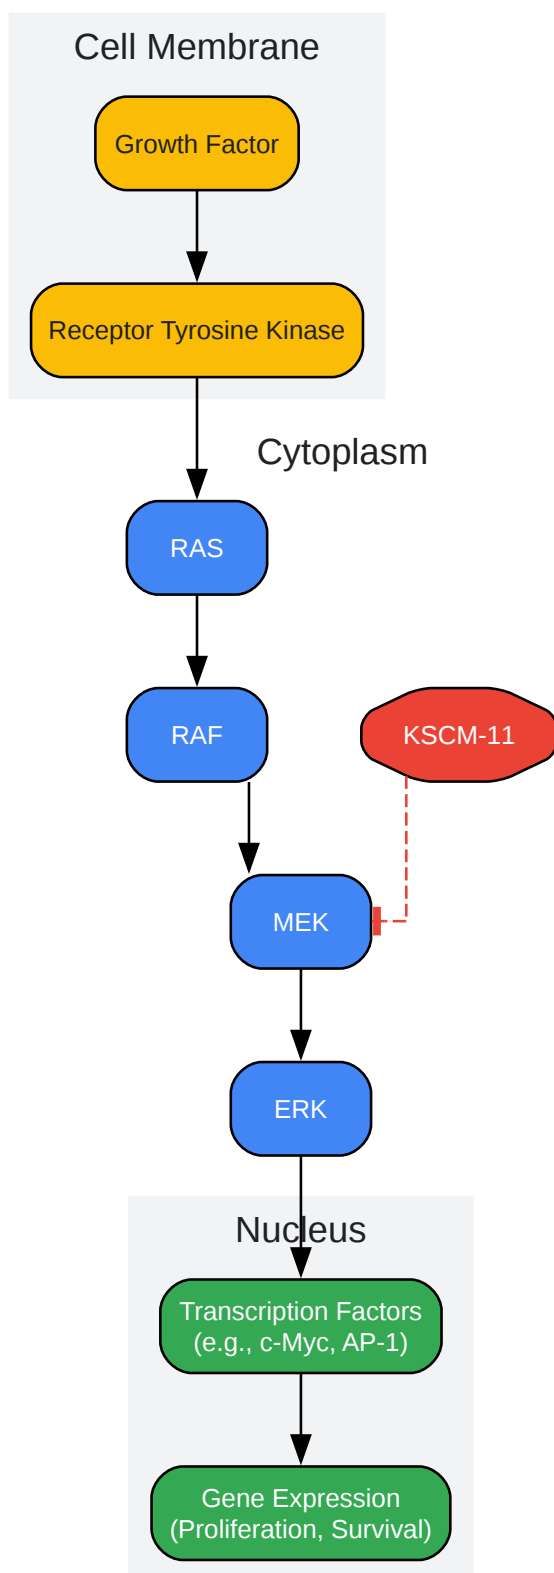 Cell Membrane
Growth Factor
Receptor Tyrosine Kinase
Cytoplasm
RAS
RAF
KSCM-11
MEK
ERK
Nucleus
Transcription Factors
(e.g., c-Myc, AP-1)
Gene Expression
(Proliferation, Survival)